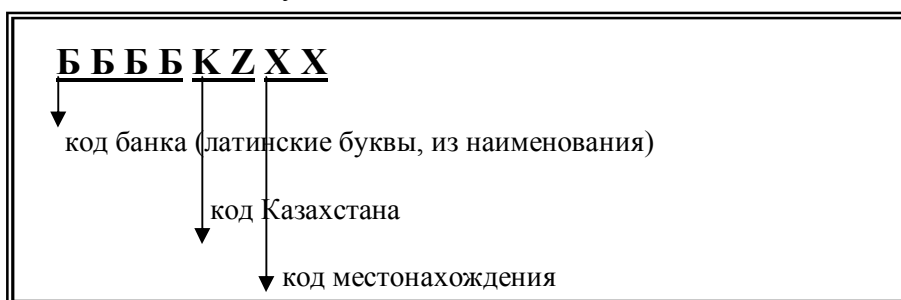 Б Б Б Б K Z X X
код банка (латинские буквы, из наименования)
код Казахстана
код местонахождения